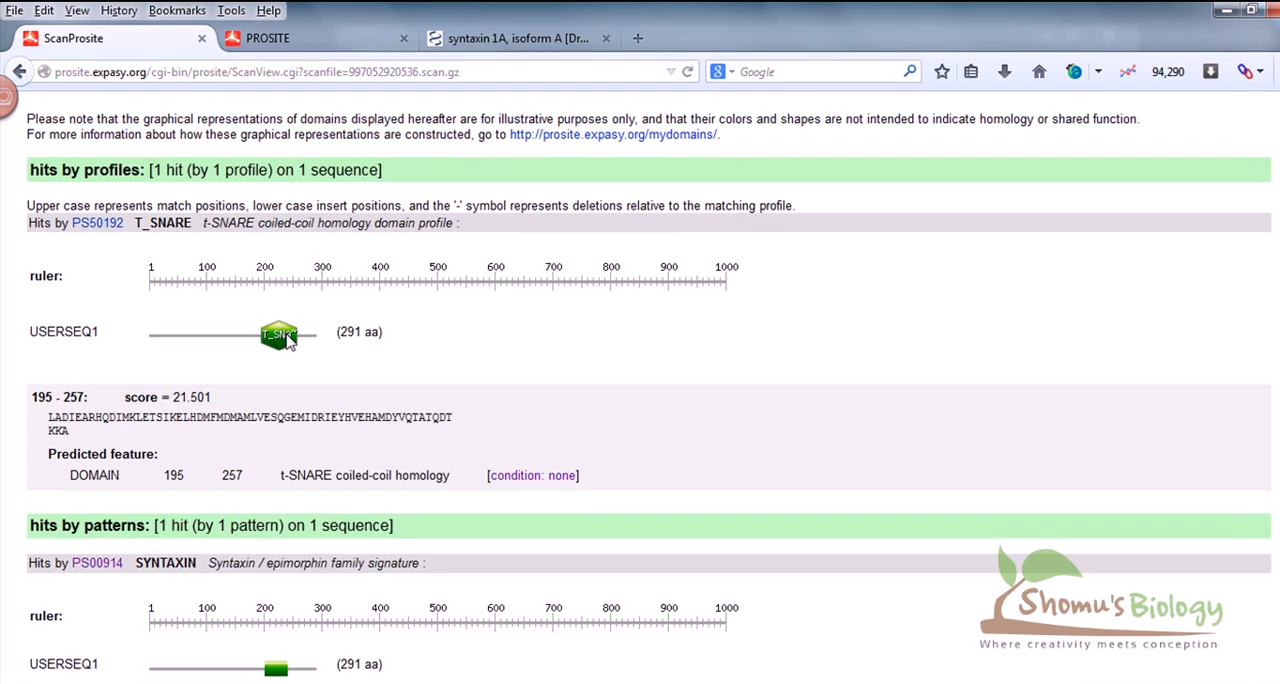 File Edit View History Bookmarks Tools Help
ScanProsite PROSITE syntaxin 1A, isoform A [Dr...
prosite.expasy.org/cgi-bin/prosite/ScanView.cgi?scanfile=997052920536.scan.gz Google 94,290
Please note that the graphical representations of domains displayed hereafter are for illustrative purposes only, and that their colors and shapes are not intended to indicate homology or shared function.
For more information about how these graphical representations are constructed, go to http://prosite.expasy.org/mydomains/.
hits by profiles: [1 hit (by 1 profile) on 1 sequence]
Upper case represents match positions, lower case insert positions, and the '-' symbol represents deletions relative to the matching profile.
Hits by PS50192 T_SNARE t-SNARE coiled-coil homology domain profile :
1 100 200 300 400 500 600 700 800 900 1000
ruler:
USERSEQ1 (291 aa)
195 - 257: score = 21.501
LADIEARHQDIMKLETSIKELHDMFMDMAMLVESQGEMIDRIEYHVEHAMDYVQTATQDT
KKA
Predicted feature:
DOMAIN 195 257 t-SNARE coiled-coil homology [condition: none]
hits by patterns: [1 hit (by 1 pattern) on 1 sequence]
Hits by PS00914 SYNTAXIN Syntaxin / epimorphin family signature :
1 100 200 300 400 500 600 700 800 900 1000
ruler:
USERSEQ1 (291 aa)
Shomu's Biology
Where creativity meets conception